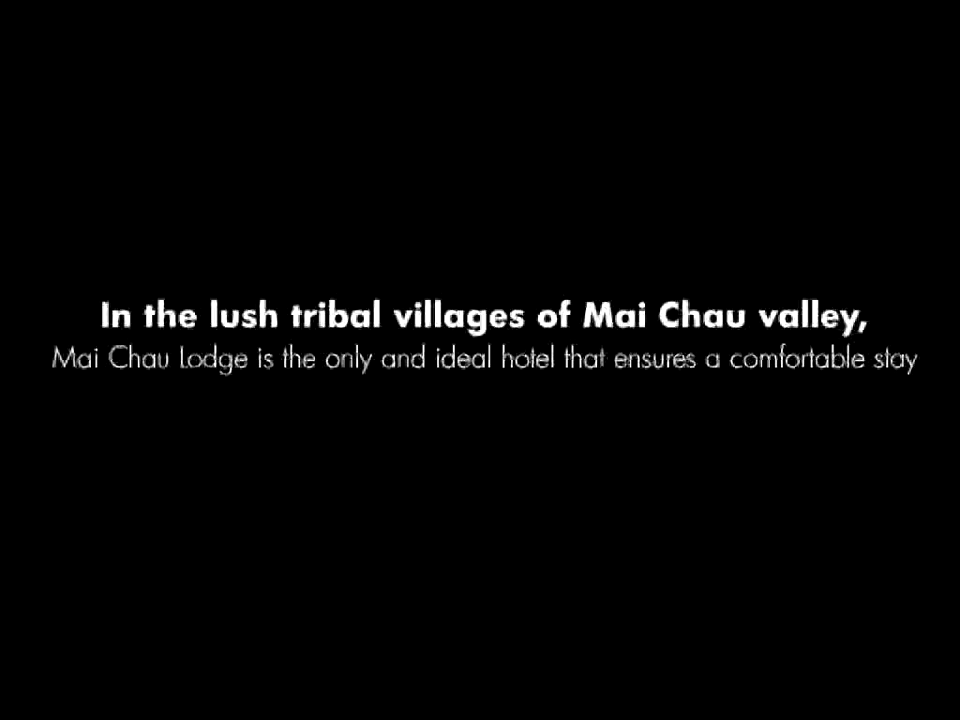 In the lush tribal villages of Mai Chau valley,
Mai Chau Lodge is the only and ideal hotel that ensures a comfortable stay